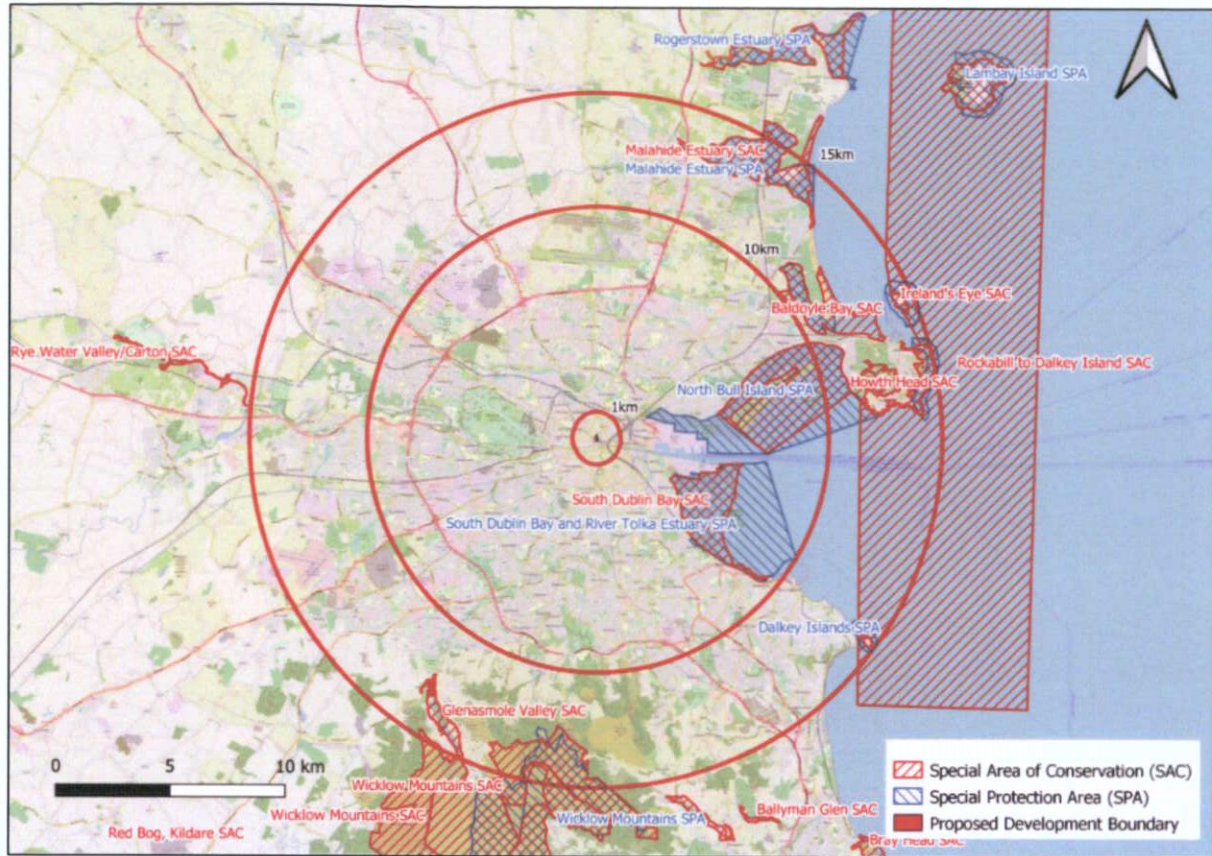 Rogerstown Estuary SPA
Lambay Island SPA
Malahide Estuary SAC
15km
Malahide Estuary SPA
10km
Ireland's Eye SAC
Baldoyle Bay SAC
Rye Water Valley/Carton SAC
Rockabill to Dalkey Island SAC
Howth Head SAC
North Bull Island SPA
1km
South Dublin Bay SAC
South Dublin Bay and River Tolka Estuary SPA
Dalkey Islands SPA
Glenasmole Valley SAC
0 5 10 km
Wicklow Mountains SAC
Wicklow Mountains SAC
Wicklow Mountains SPA
Ballyman Glen SAC
Red Bog, Kildare SAC
Bray Head SAC
Special Area of Conservation (SAC)
Special Protection Area (SPA)
Proposed Development Boundary